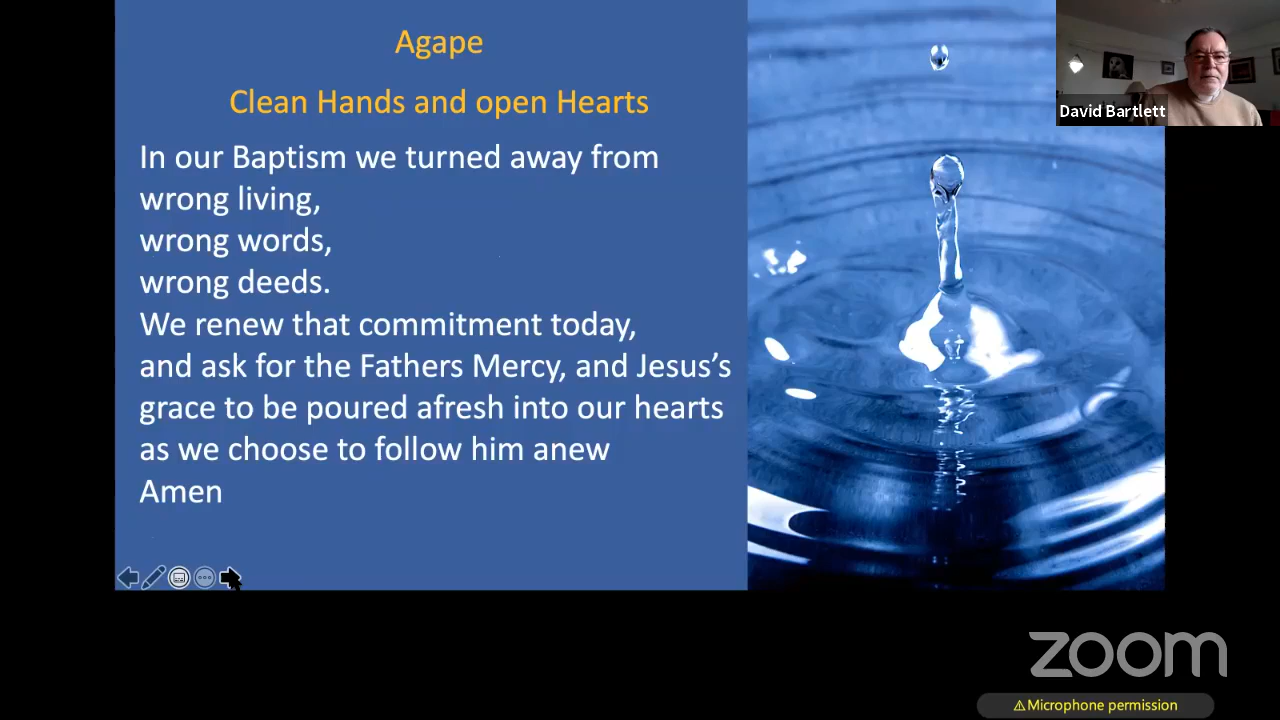 Agape
Clean Hands and open Hearts
In our Baptism we turned away from
wrong living,
wrong words,
wrong deeds.
We renew that commitment today,
and ask for the Fathers Mercy, and Jesus’s
grace to be poured afresh into our hearts
as we choose to follow him anew
Amen
David Bartlett
zoom
⚠Microphone permission